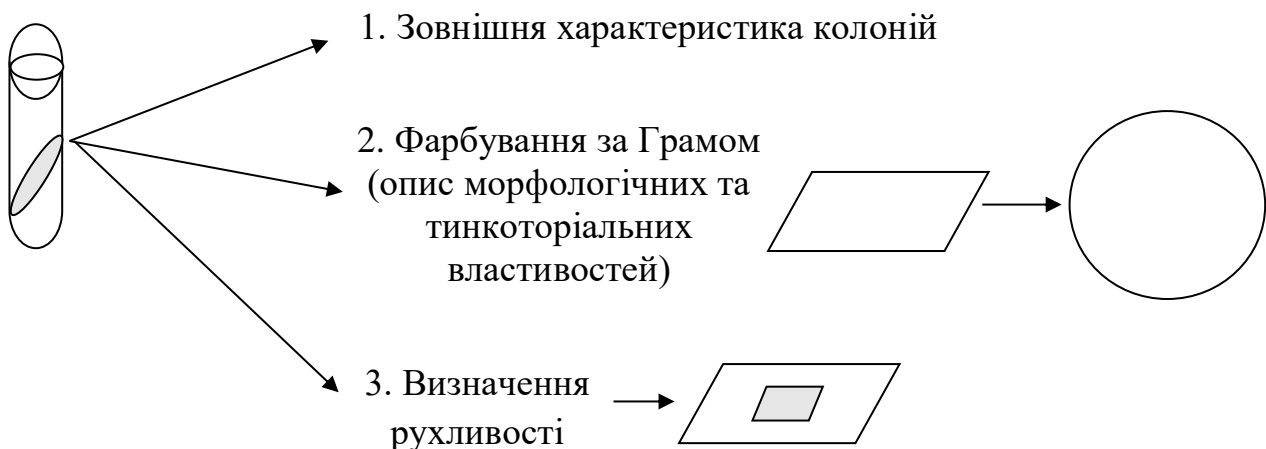 1. Зовнішня характеристика колоній
2. Фарбування за Грамом
(опис морфологічних та
тинкоторіальних
властивостей)
3. Визначення
рухливості